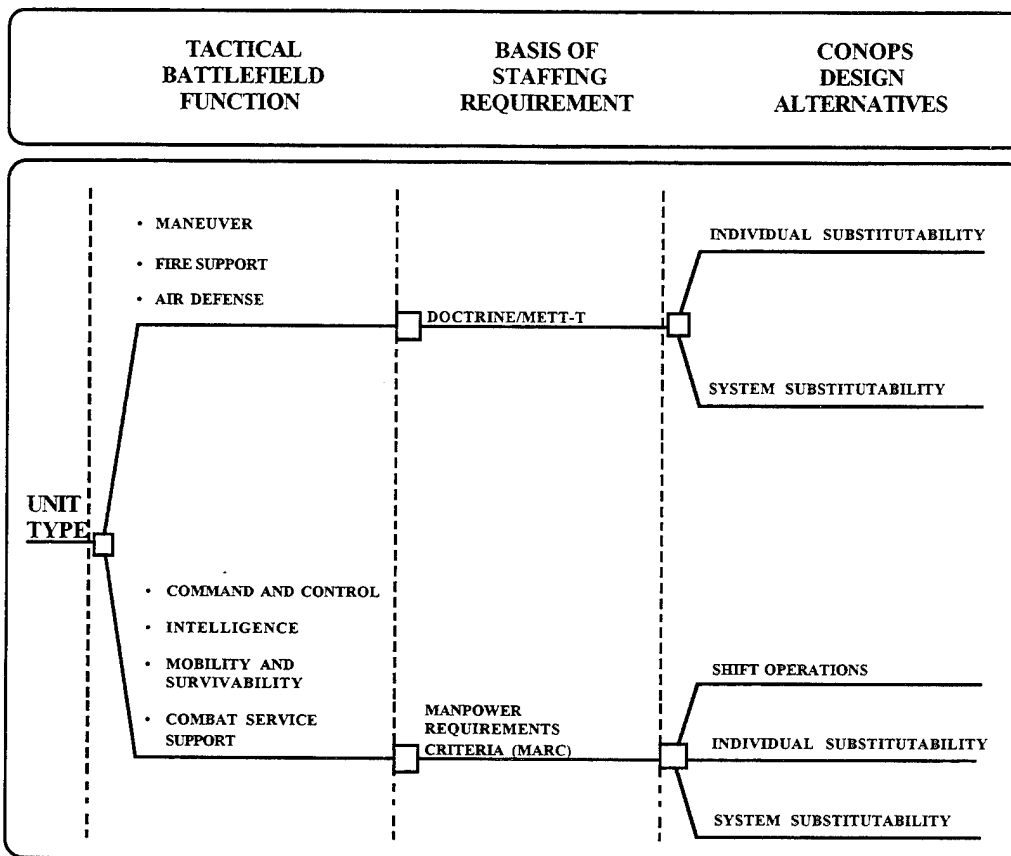 TACTICAL
BATTLEFIELD
FUNCTION
BASIS OF
STAFFING
REQUIREMENT
CONOPS
DESIGN
ALTERNATIVES
• MANEUVER
• FIRE SUPPORT
• AIR DEFENSE
DOCTRINE/METT-T
INDIVIDUAL SUBSTITUTABILITY
SYSTEM SUBSTITUTABILITY
UNIT
TYPE
• COMMAND AND CONTROL
• INTELLIGENCE
• MOBILITY AND
SURVIVABILITY
• COMBAT SERVICE
SUPPORT
MANPOWER
REQUIREMENTS
CRITERIA (MARC)
SHIFT OPERATIONS
INDIVIDUAL SUBSTITUTABILITY
SYSTEM SUBSTITUTABILITY